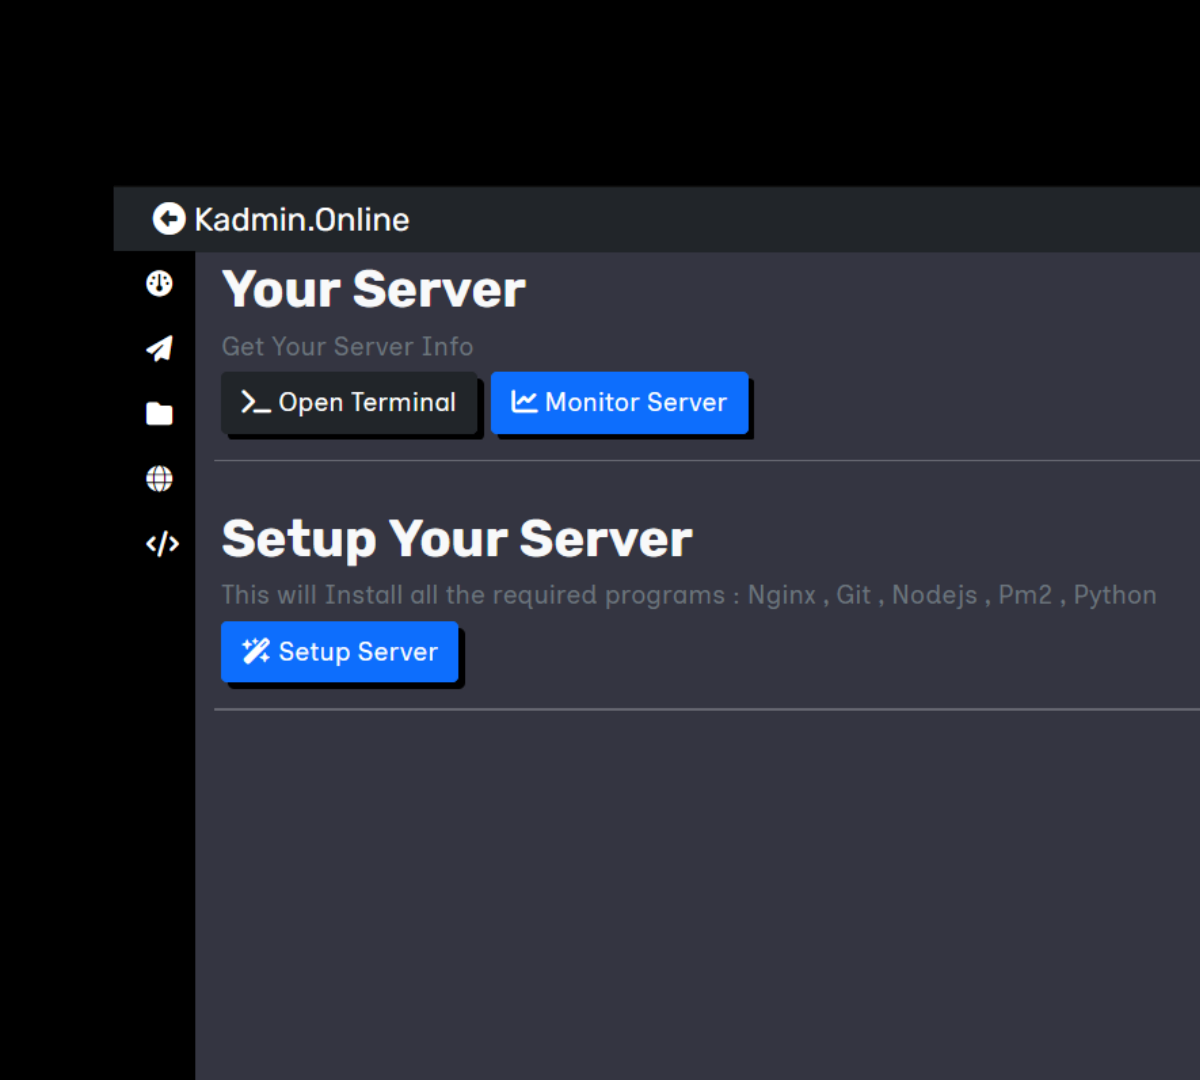 Kadmin.Online
Your Server
Get Your Server Info
Open Terminal Monitor Server
Setup Your Server
This will Install all the required programs : Nginx , Git , Nodejs , Pm2 , Python
Setup Server